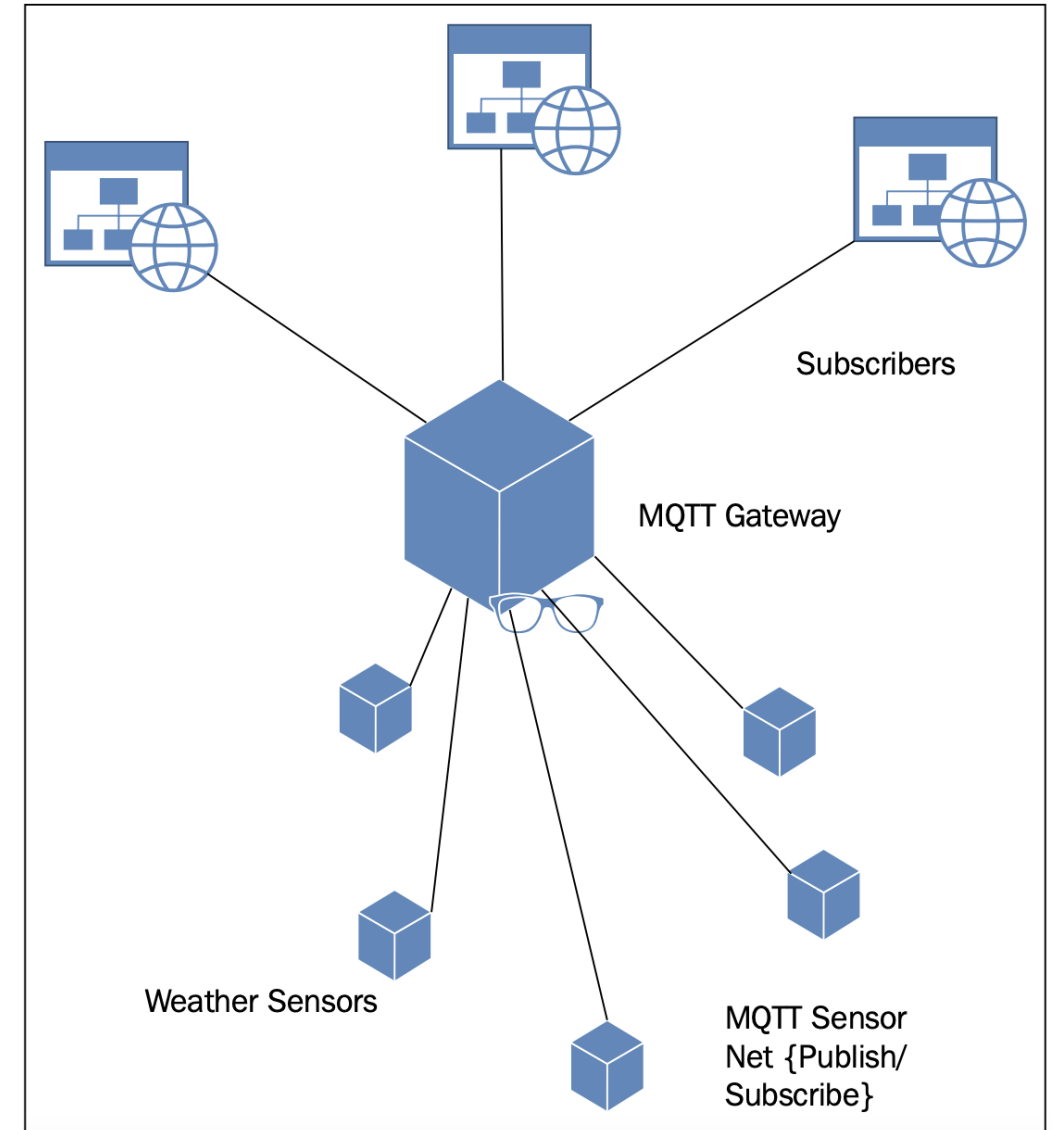 Subscribers
MQTT Gateway
Weather Sensors
MQTT Sensor
Net {Publish/
Subscribe}